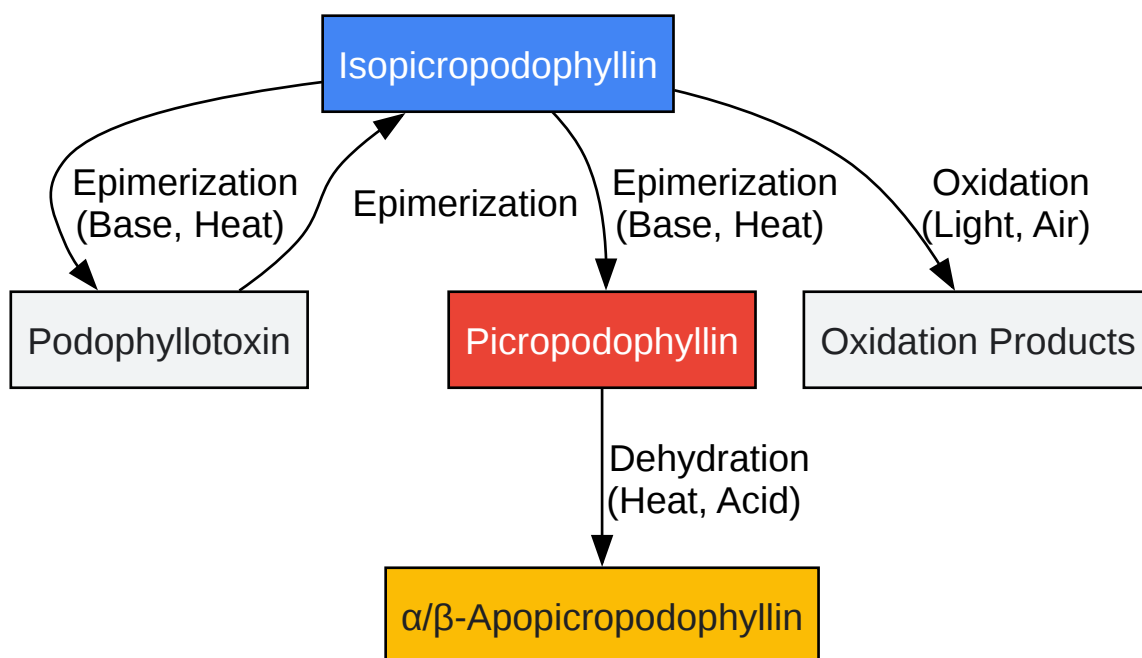 Isopicropodophyllin
Epimerization
(Base, Heat)
Epimerization
Epimerization
(Base, Heat)
Oxidation
(Light, Air)
Podophyllotoxin
Picropodophyllin
Oxidation Products
Dehydration
(Heat, Acid)
α/β-Apopicropodophyllin